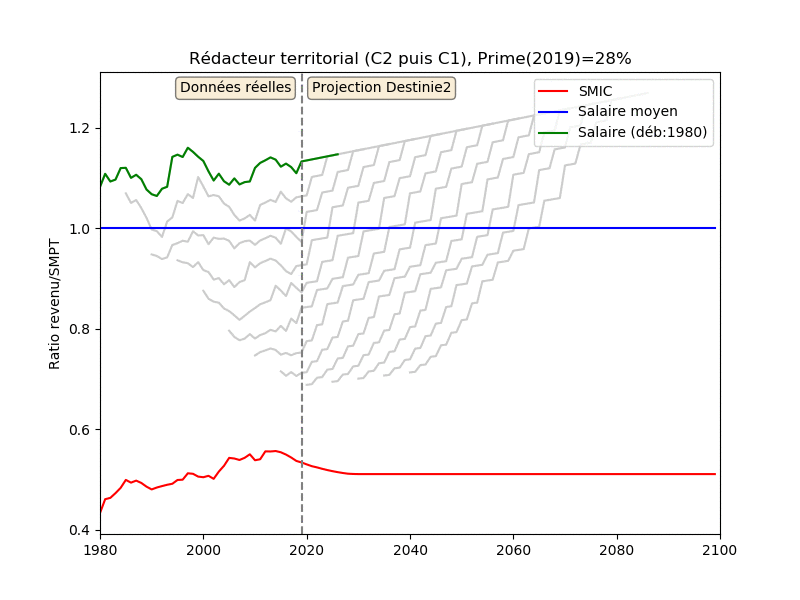 Rédacteur territorial (C2 puis C1), Prime(2019)=28%
Données réelles
Projection Destinie2
SMIC
Salaire moyen
Salaire (déb:1980)
Ratio revenu/SMPT
1.2
1.0
0.8
0.6
0.4
1980
2000
2020
2040
2060
2080
2100